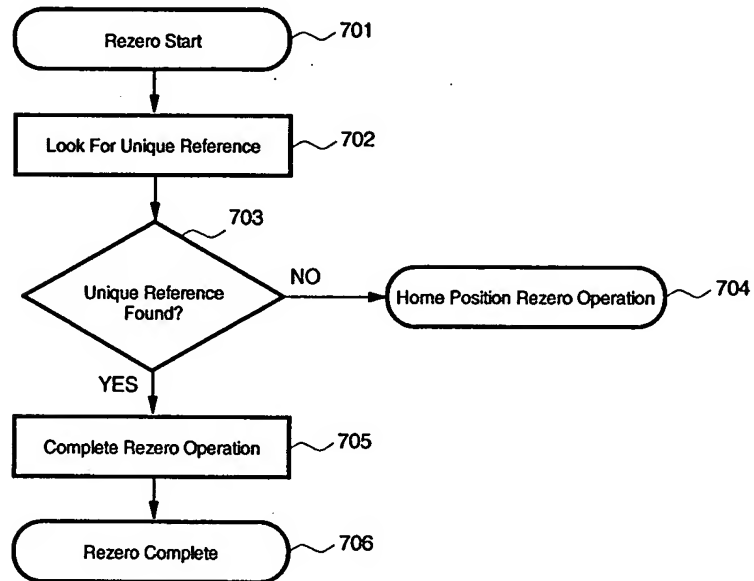 Rezero Start
701
Look For Unique Reference
702
703
Unique Reference
Found?
NO
Home Position Rezero Operation
704
YES
Complete Rezero Operation
705
Rezero Complete
706